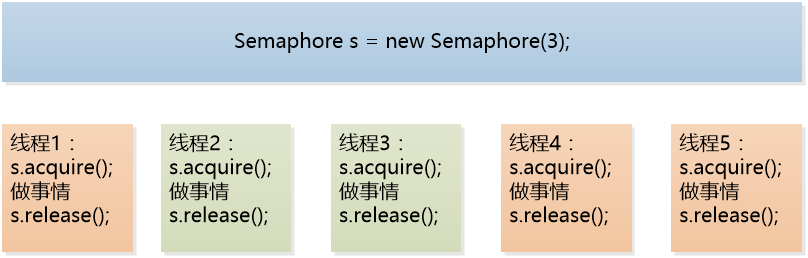 Semaphore s = new Semaphore(3);
线程1：
s.acquire();
做事情
s.release();
线程2：
s.acquire();
做事情
s.release();
线程3：
s.acquire();
做事情
s.release();
线程4：
s.acquire();
做事情
s.release();
线程5：
s.acquire();
做事情
s.release();